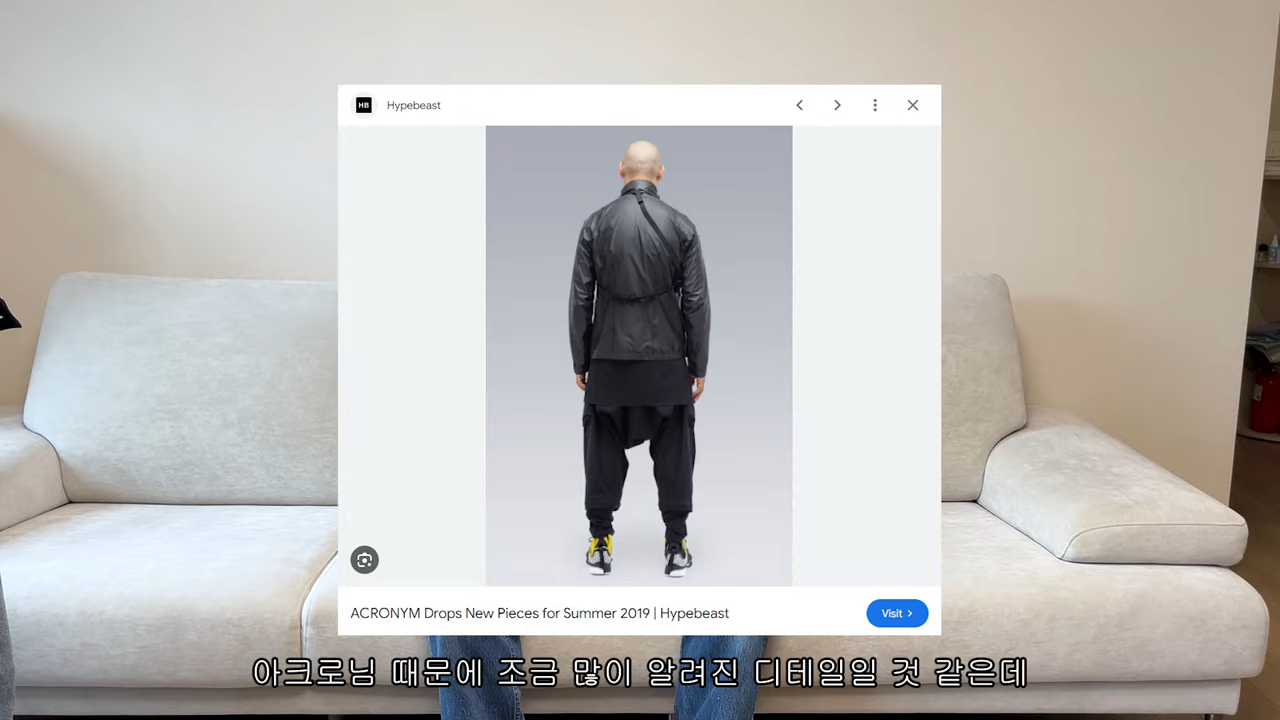 HB Hypebeast
ACRONYM Drops New Pieces for Summer 2019 | Hypebeast
Visit
아크로님 때문에 조금 많이 알려진 디테일일 것 같은데